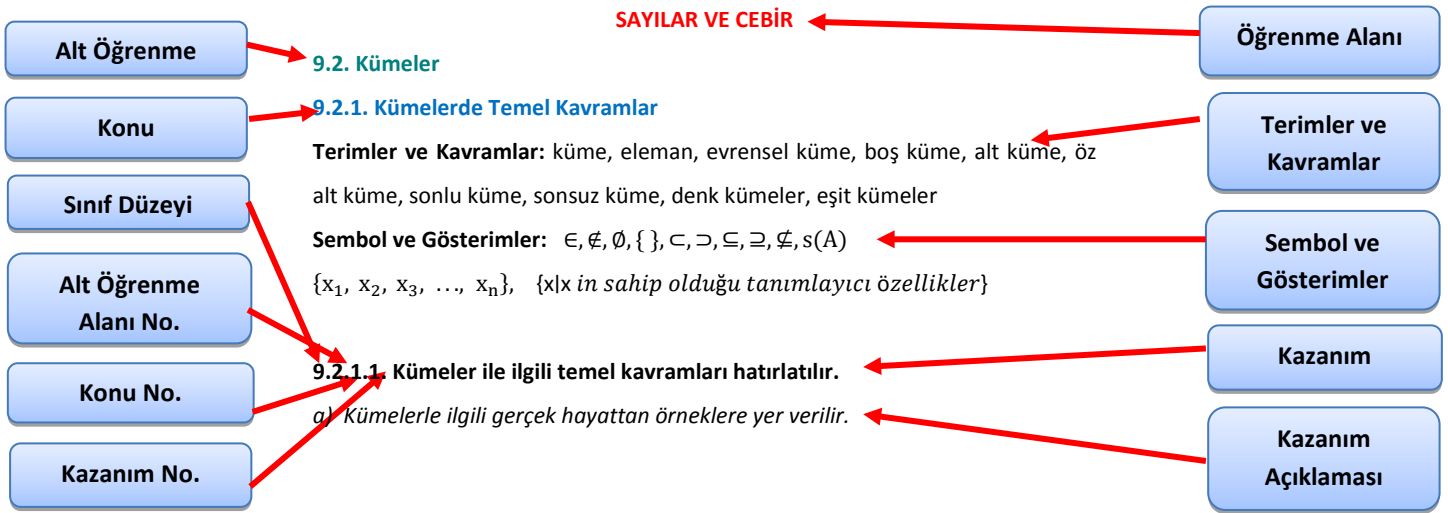 SAYILAR VE CEBİR
Alt Öğrenme
Öğrenme Alanı
9.2. Kümeler
9.2.1. Kümelerde Temel Kavramlar
Konu
Terimler ve
Kavramlar
Terimler ve Kavramlar: küme, eleman, evrensel küme, boş küme, alt küme, öz
alt küme, sonlu küme, sonsuz küme, denk kümeler, eşit kümeler
Sınıf Düzeyi
Sembol ve Gösterimler: ∈, ∉, ∅, { }, ⊂, ⊃, ⊆, ⊇, ⊈, s(A)
Sembol ve
Gösterimler
{x₁, x₂, x₃, …, xₙ}, {x|x in sahip olduğu tanımlayıcı özellikler}
Alt Öğrenme
Alanı No.
Kazanım
9.2.1.1. Kümeler ile ilgili temel kavramları hatırlatılır.
Konu No.
a) Kümelerle ilgili gerçek hayattan örneklere yer verilir.
Kazanım
Açıklaması
Kazanım No.